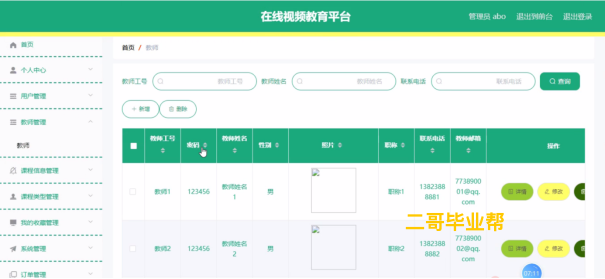 在线视频教育平台
管理员 abo 退出到前台 退出登录
首页
个人中心
用户管理
教师管理
教师
课程信息管理
课程类型管理
我的收藏管理
系统管理
订单管理
首页 / 教师
教师工号 教师工号 教师姓名 教师姓名 联系电话 联系电话 查询
+ 新增 删除
教师工号 密码 教师姓名 性别 照片 职称 联系电话 教师邮箱 操作
教师1 123456 教师姓名1 男 职称1 13823888881 773890001@qq.com 详情 修改
教师2 123456 教师姓名2 男 职称2 13823888882 773890002@qq.com 详情 修改
二哥毕业帮
07:11